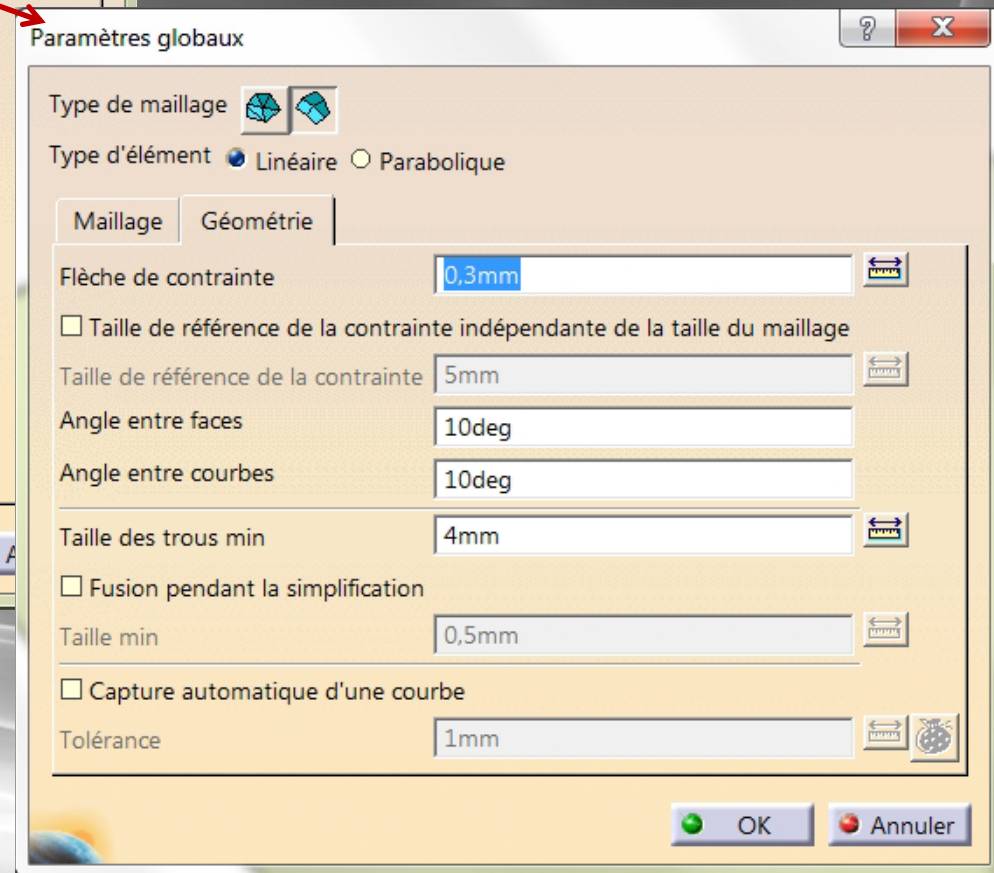 Paramètres globaux
Type de maillage
Type d'élément Linéaire Parabolique
Maillage Géométrie
Flèche de contrainte 0,3mm
Taille de référence de la contrainte indépendante de la taille du maillage
Taille de référence de la contrainte 5mm
Angle entre faces 10deg
Angle entre courbes 10deg
Taille des trous min 4mm
Fusion pendant la simplification
Taille min 0,5mm
Capture automatique d'une courbe
Tolérance 1mm
OK Annuler